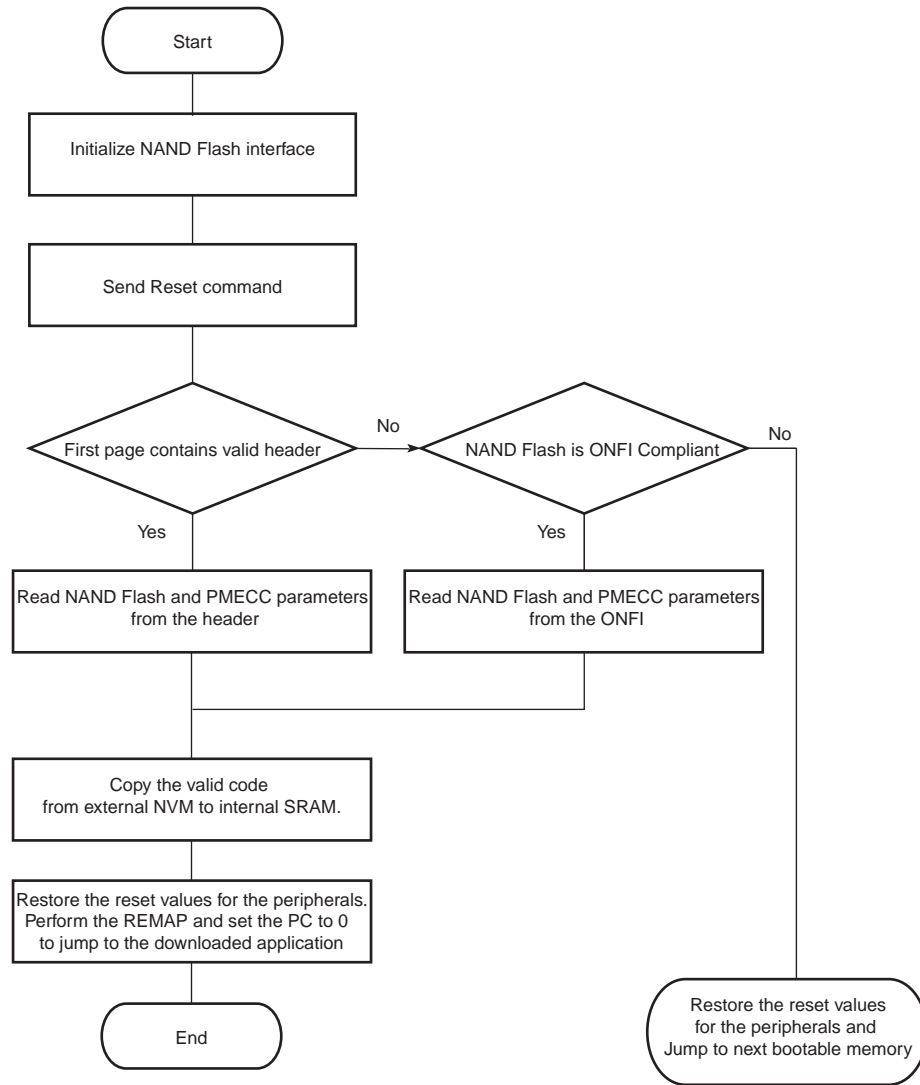 Start
Initialize NAND Flash interface
Send Reset command
First page contains valid header
No
NAND Flash is ONFI Compliant
No
Yes
Yes
Read NAND Flash and PMECC parameters
from the header
Read NAND Flash and PMECC parameters
from the ONFI
Copy the valid code
from external NVM to internal SRAM.
Restore the reset values for the peripherals.
Perform the REMAP and set the PC to 0
to jump to the downloaded application
End
Restore the reset values
for the peripherals and
Jump to next bootable memory